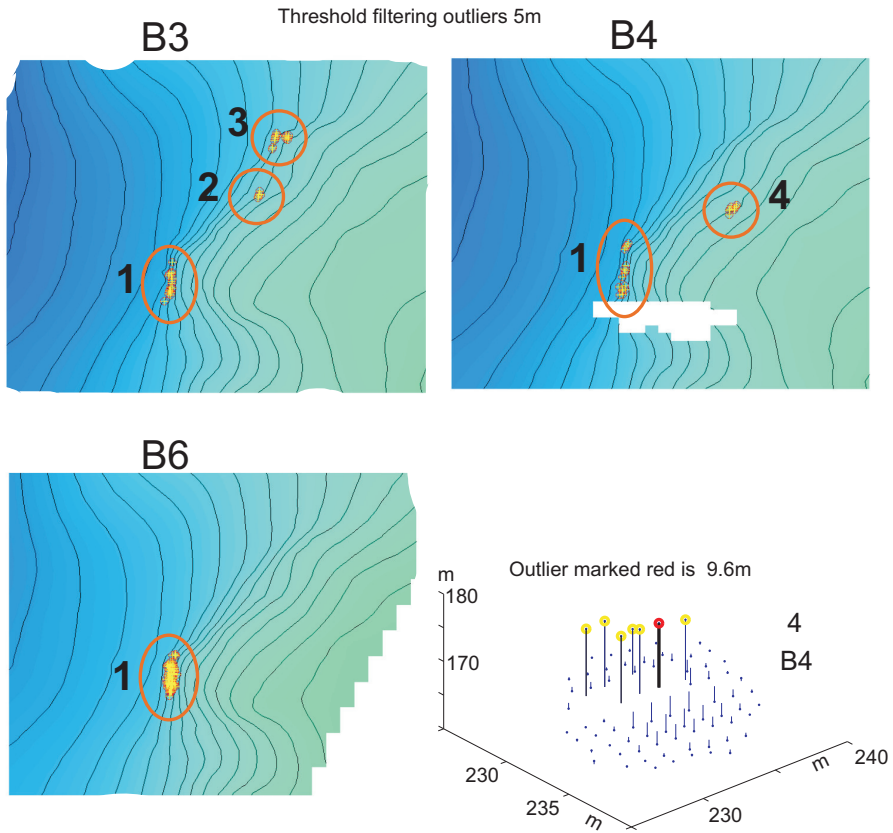 Threshold filtering outliers 5m
B3
B4
3
2
1
4
1
B6
1
Outlier marked red is 9.6m
m
180
170
4
B4
230
235
m
230
m
240